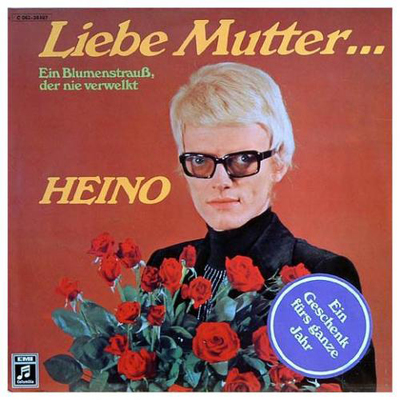 Liebe Mutter...
Ein Blumenstrauß,
der nie verwelkt
HEINO
Ein
Geschenk
fürs ganze
Jahr
EMI
Columbia